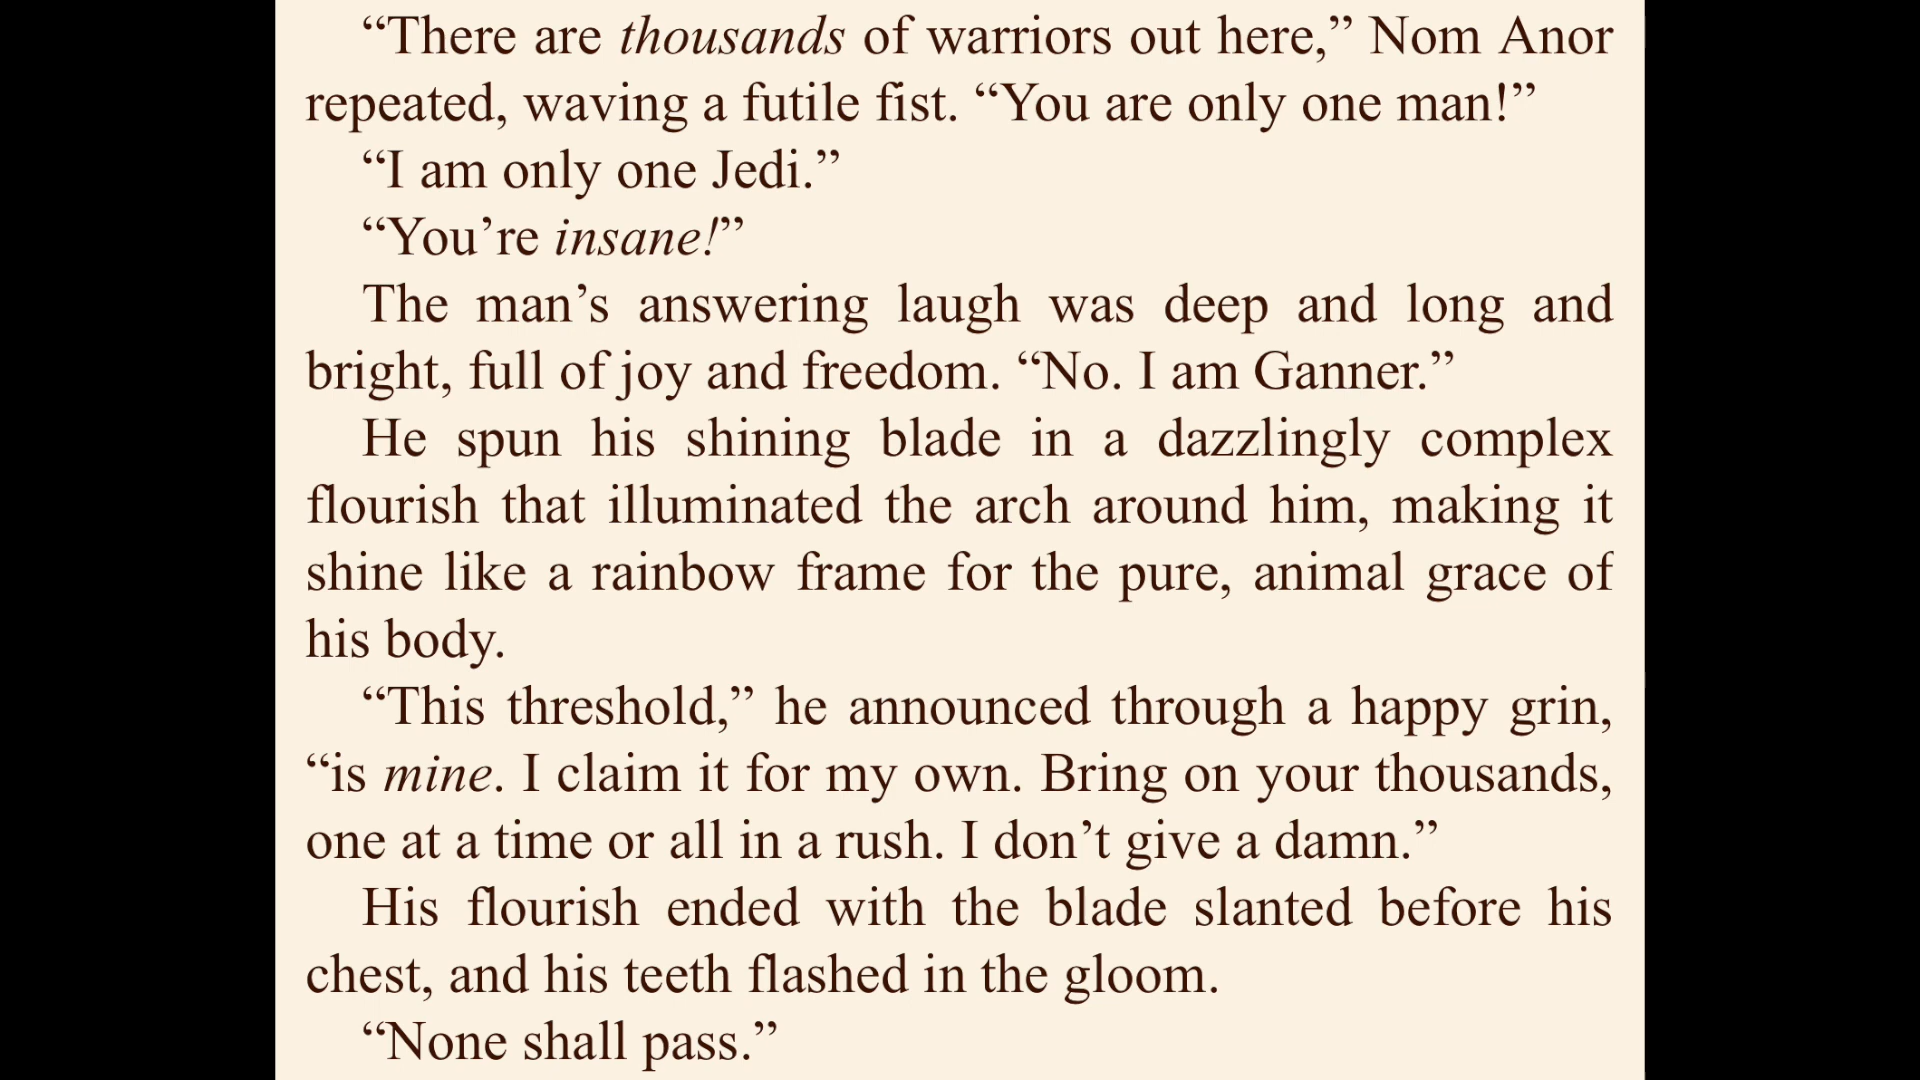 “There are thousands of warriors out here,” Nom Anor
repeated, waving a futile fist. “You are only one man!”
“I am only one Jedi.”
“You’re insane!”
The man’s answering laugh was deep and long and
bright, full of joy and freedom. “No. I am Ganner.”
He spun his shining blade in a dazzlingly complex
flourish that illuminated the arch around him, making it
shine like a rainbow frame for the pure, animal grace of
his body.
“This threshold,” he announced through a happy grin,
“is mine. I claim it for my own. Bring on your thousands,
one at a time or all in a rush. I don’t give a damn.”
His flourish ended with the blade slanted before his
chest, and his teeth flashed in the gloom.
“None shall pass.”